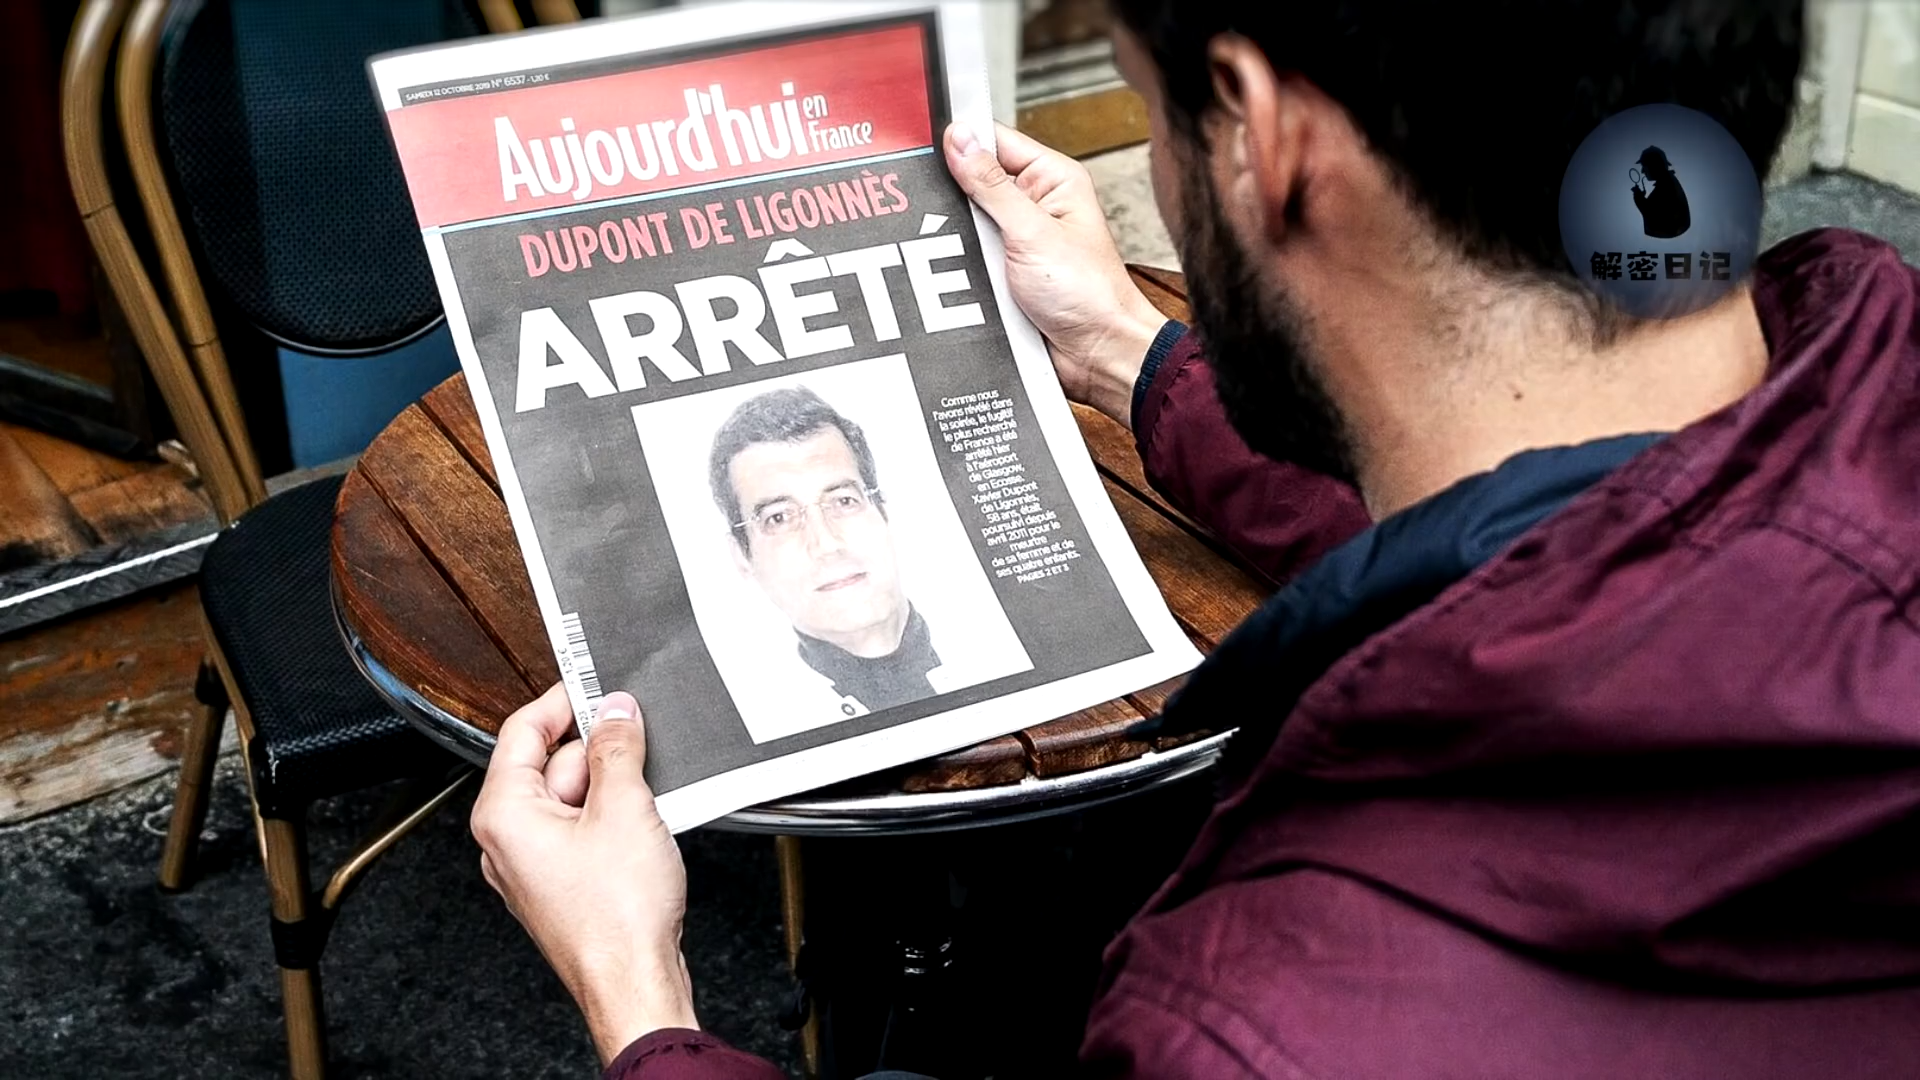 SAMEDI 12 OCTOBRE 2019 N° 6537 - 1,20 €
Aujourd'hui en France
DUPONT DE LIGONNÈS
ARRÊTÉ
Comme nous
l'avons révélé dans
la soirée, le fugitif
le plus recherché
de France a été
arrêté hier
à l'aéroport
de Glasgow,
en Ecosse.
Xavier Dupont
de Ligonnès,
58 ans, était
poursuivi depuis
avril 2011 pour le
meurtre
de sa femme et de
ses quatre enfants.
PAGES 2 ET 3
解密日记